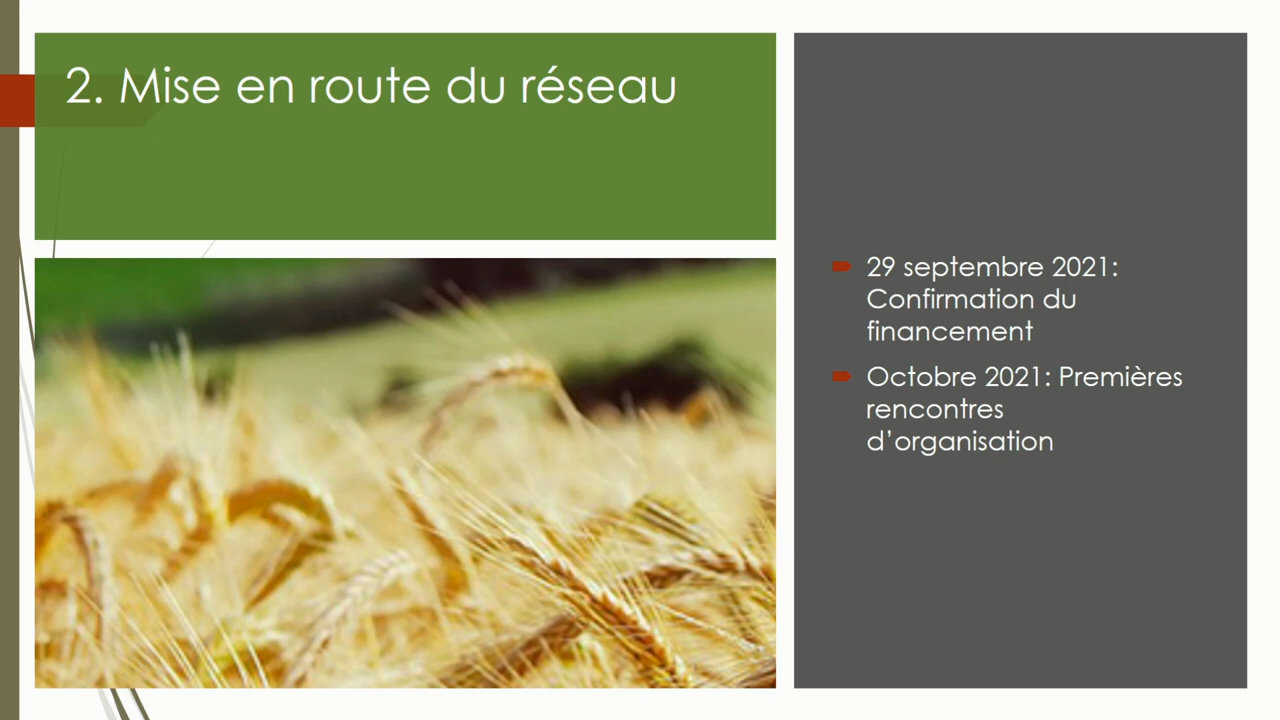 2. Mise en route du réseau
29 septembre 2021:
Confirmation du
financement
Octobre 2021: Premières
rencontres
d’organisation